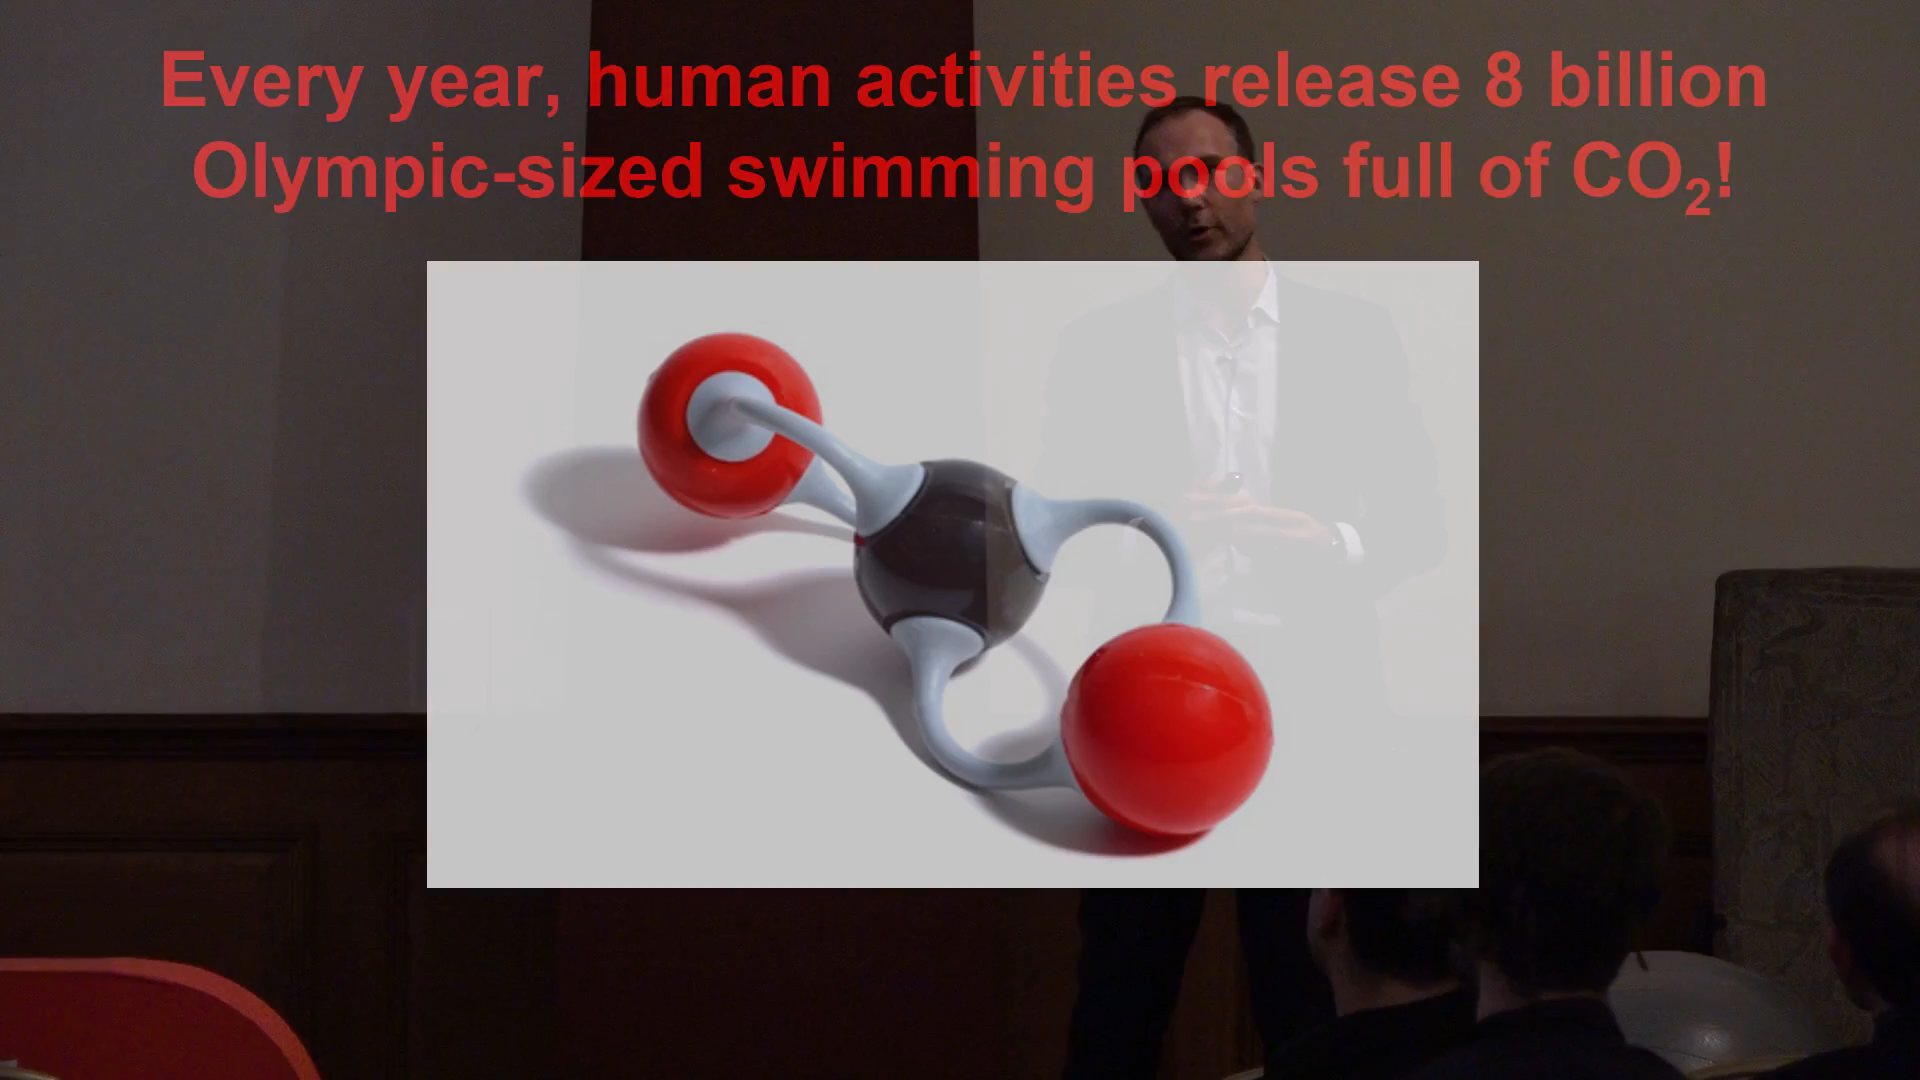 Every year, human activities release 8 billion
Olympic-sized swimming pools full of CO₂!